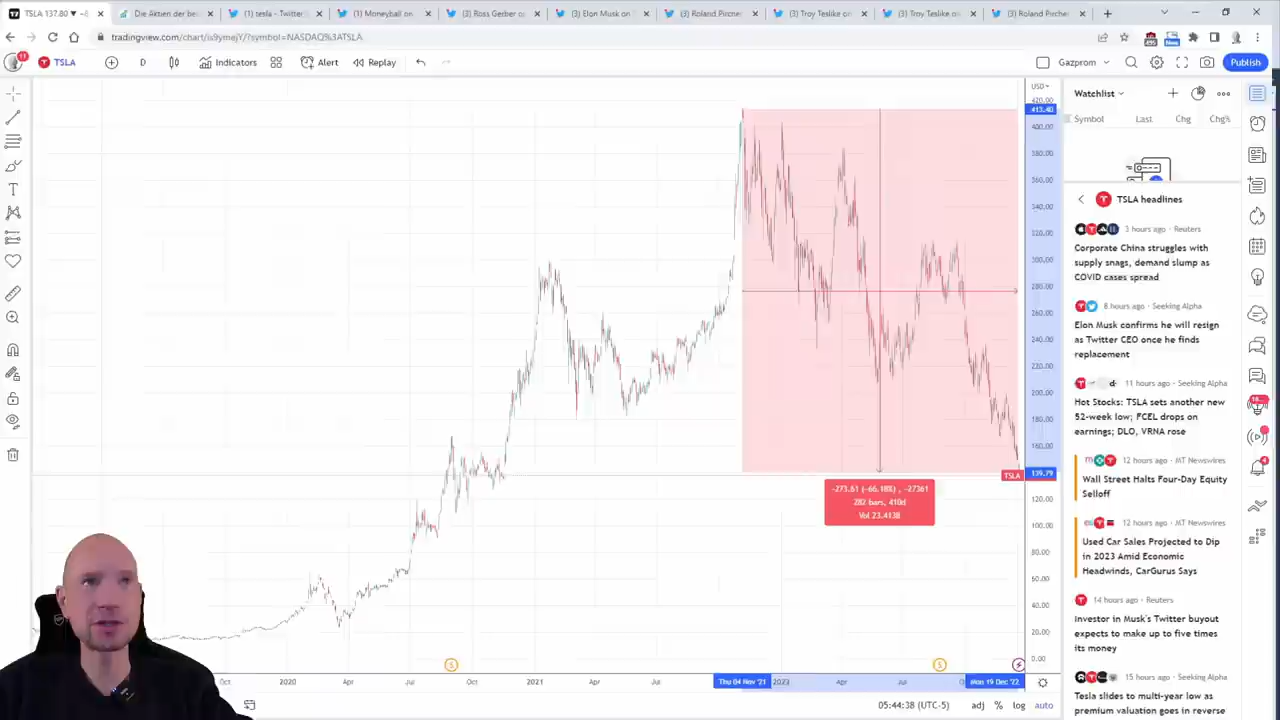 TSLA 137.80 ▼ −8
Die Aktien der bei
(1) tesla - Twitter
(1) Moneyball on
(3) Ross Gerber o
(3) Elon Musk on T
(3) Roland Pircher
(3) Troy Teslike on
(3) Troy Teslike on
(3) Roland Pircher
tradingview.com/chart/is9ymejY/?symbol=NASDAQ%3ATSLA
11
TSLA
D
Indicators
Alert
Replay
Gazprom
Publish
USD
420.00
413.40
400.00
380.00
360.00
340.00
320.00
300.00
280.00
260.00
240.00
220.00
200.00
180.00
160.00
TSLA
139.79
120.00
100.00
80.00
60.00
40.00
20.00
0.00
-273.61 (-66.18%) , -27361
282 bars, 410d
Vol 23.413B
Oct
2020
Apr
Jul
Oct
2021
Apr
Jul
Thu 04 Nov '21
Apr
Jul
Mon 19 Dec '22
05:44:38 (UTC-5)
adj
%
log
auto
Watchlist
Symbol
Last
Chg
Chg%
TSLA headlines
3 hours ago · Reuters
Corporate China struggles with
supply snags, demand slump as
COVID cases spread
8 hours ago · Seeking Alpha
Elon Musk confirms he will resign
as Twitter CEO once he finds
replacement
11 hours ago · Seeking Alpha
Hot Stocks: TSLA sets another new
52-week low; FCEL drops on
earnings; DLO, VRNA rose
12 hours ago · MT Newswires
Wall Street Halts Four-Day Equity
Selloff
12 hours ago · MT Newswires
Used Car Sales Projected to Dip
in 2023 Amid Economic
Headwinds, CarGurus Says
14 hours ago · Reuters
Investor in Musk's Twitter buyout
expects to make up to five times
its money
15 hours ago · Seeking Alpha
Tesla slides to multi-year low as
premium valuation goes in reverse